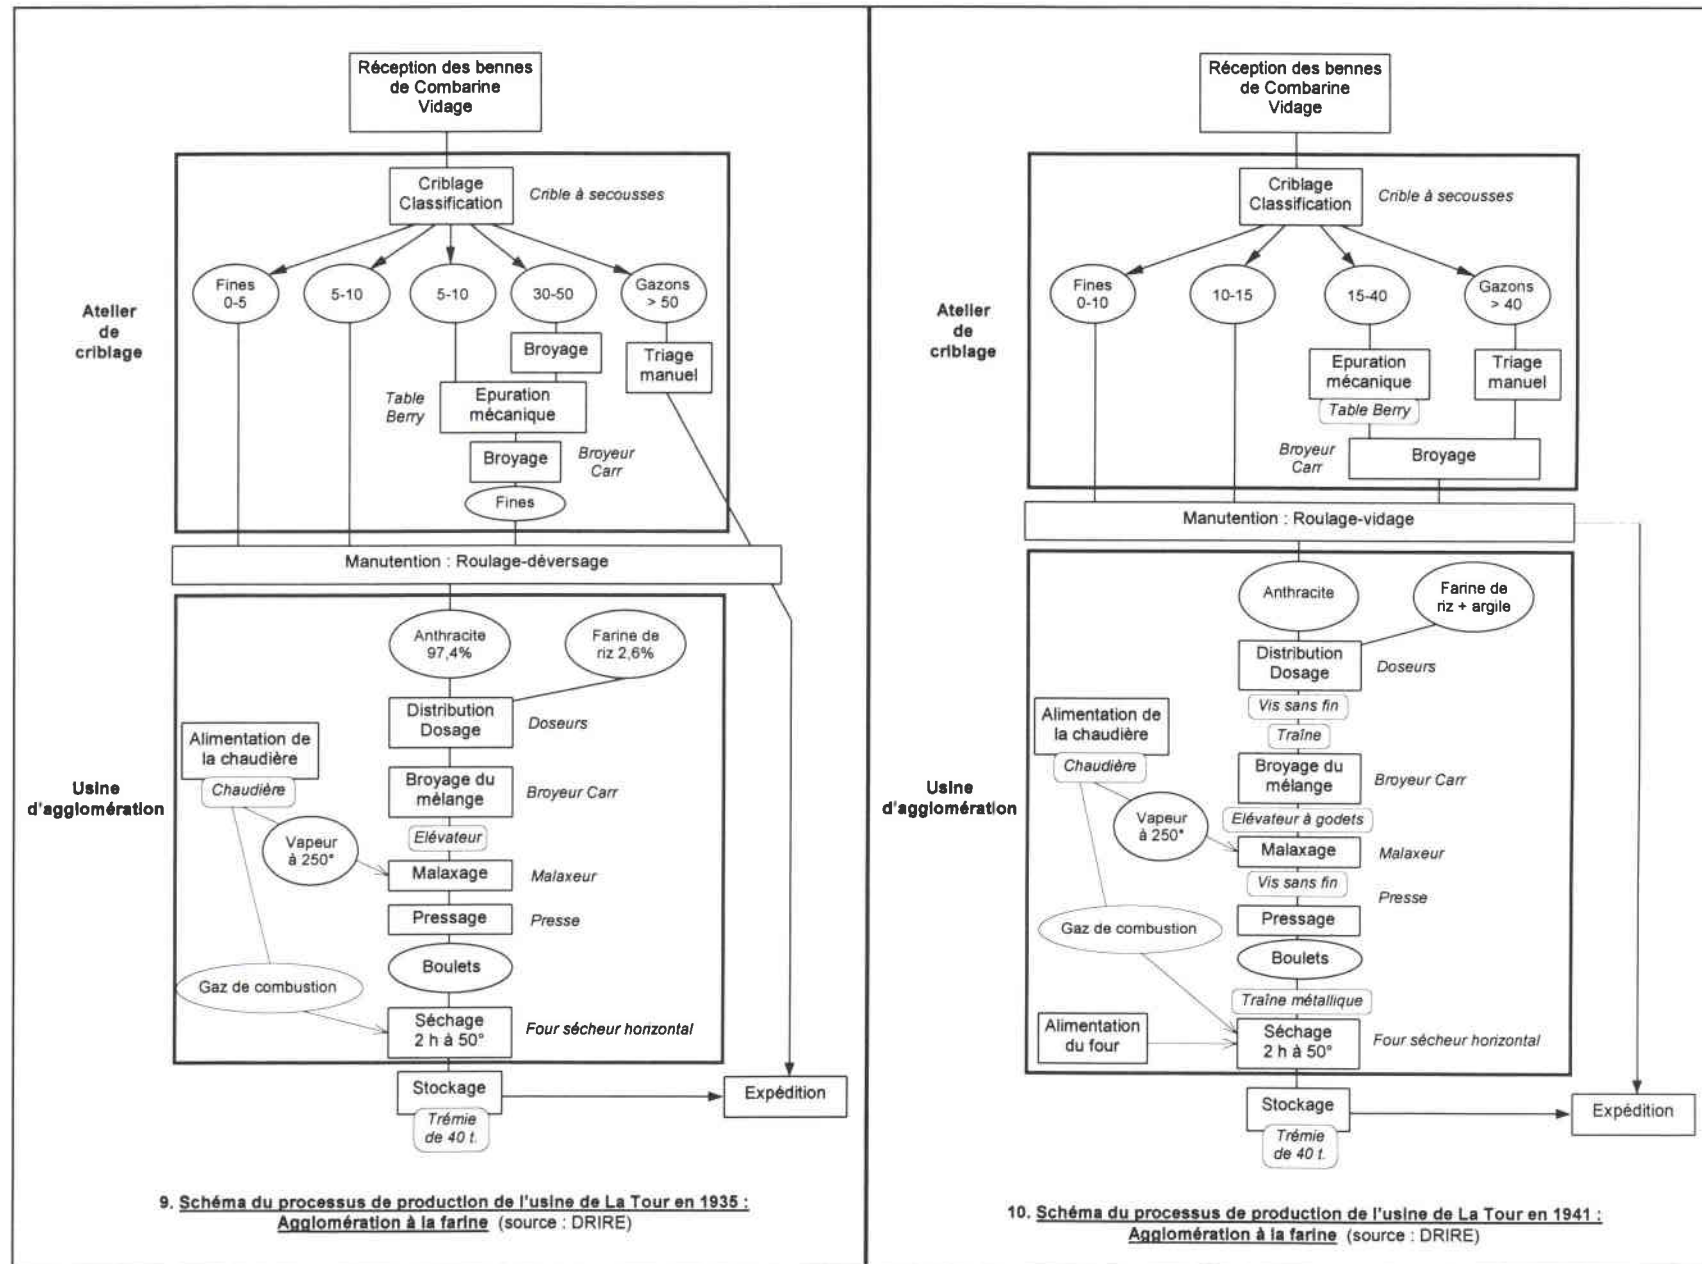 Réception des bennes
de Combarine
Vidage
Criblage
Classification
Crible à secousses
Fines
0-5
5-10
5-10
30-50
Gazons
> 50
Atelier
de
criblage
Broyage
Triage
manuel
Table
Berry
Epuration
mécanique
Broyage
Broyeur
Carr
Fines
Manutention : Roulage-déversage
Anthracite
97,4%
Farine de
riz 2,6%
Distribution
Dosage
Doseurs
Alimentation de
la chaudière
Chaudière
Usine
d'agglomération
Broyage du
mélange
Broyeur Carr
Elévateur
Vapeur
à 250°
Malaxage
Malaxeur
Pressage
Presse
Boulets
Gaz de combustion
Séchage
2 h à 50°
Four sécheur horizontal
Stockage
Trémie
de 40 t.
Expédition
9. Schéma du processus de production de l'usine de La Tour en 1935 :
Agglomération à la farine (source : DRIRE)
Réception des bennes
de Combarine
Vidage
Criblage
Classification
Crible à secousses
Fines
0-10
10-15
15-40
Gazons
> 40
Atelier
de
criblage
Epuration
mécanique
Table Berry
Triage
manuel
Broyeur
Carr
Broyage
Manutention : Roulage-vidage
Anthracite
Farine de
riz + argile
Distribution
Dosage
Doseurs
Vis sans fin
Traîne
Alimentation de
la chaudière
Chaudière
Usine
d'agglomération
Broyage du
mélange
Broyeur Carr
Elévateur à godets
Vapeur
à 250°
Malaxage
Malaxeur
Vis sans fin
Presse
Pressage
Gaz de combustion
Boulets
Traîne métallique
Alimentation
du four
Séchage
2 h à 50°
Four sécheur horizontal
Stockage
Trémie
de 40 t.
Expédition
10. Schéma du processus de production de l'usine de La Tour en 1941 :
Agglomération à la farine (source : DRIRE)